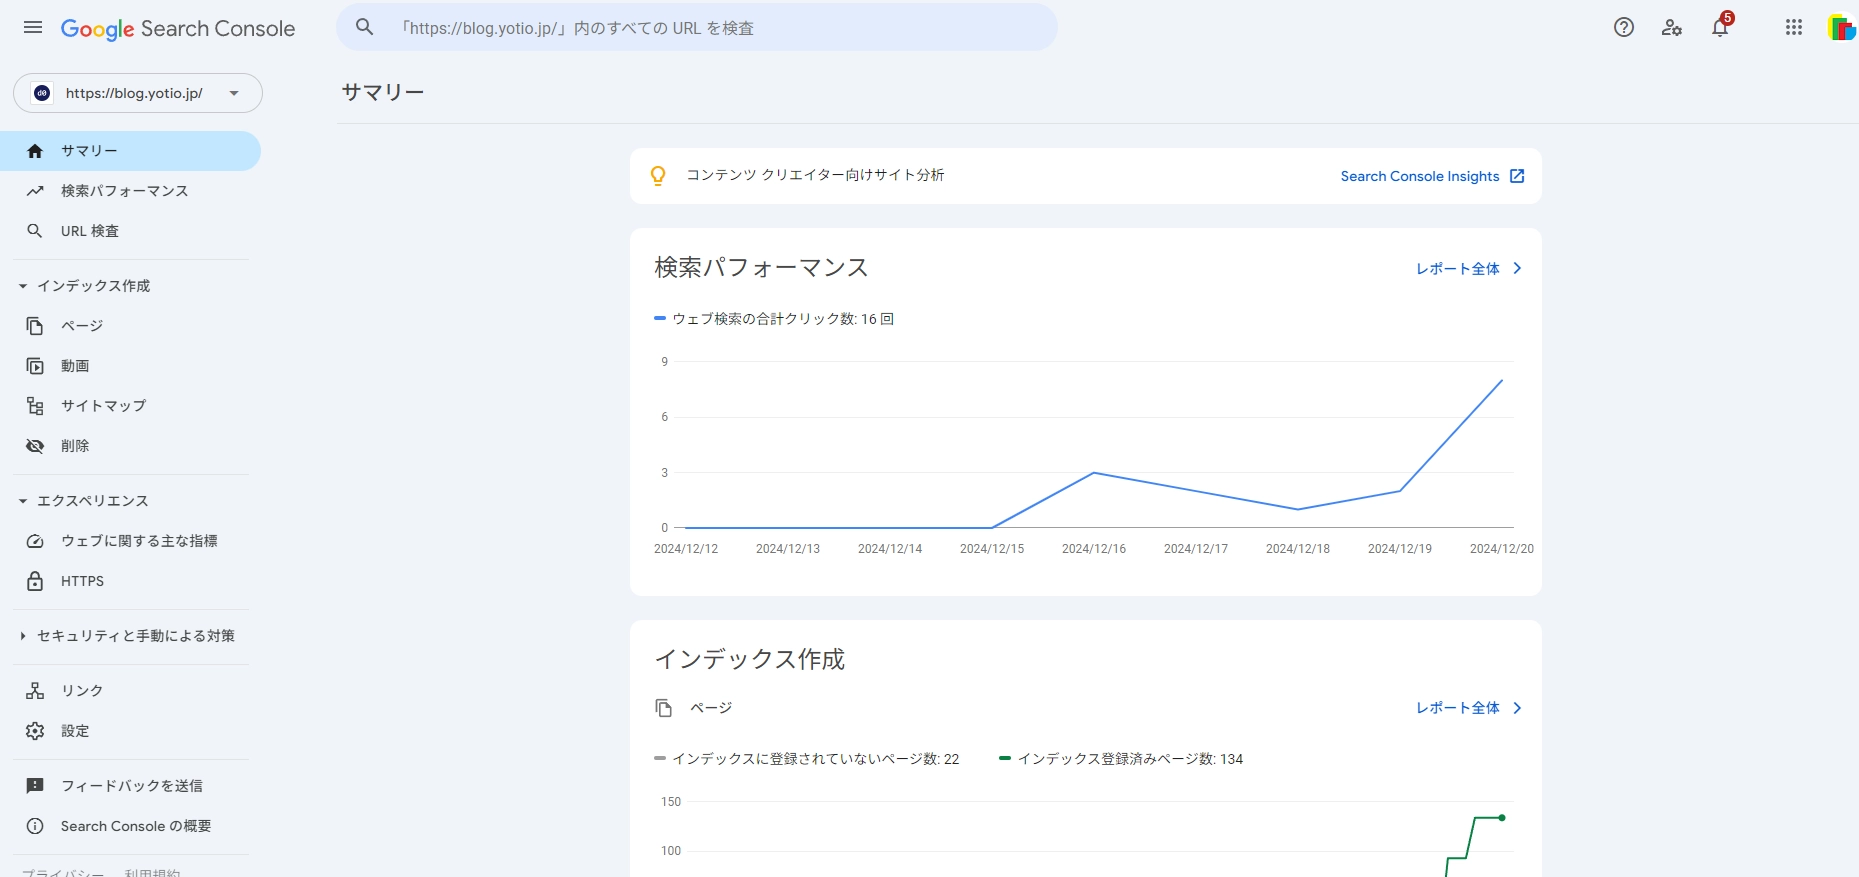 Google Search Console
「https://blog.yotio.jp/」内のすべての URL を検査
5
https://blog.yotio.jp/
サマリー
検索パフォーマンス
URL 検査
インデックス作成
ページ
動画
サイトマップ
削除
エクスペリエンス
ウェブに関する主な指標
HTTPS
セキュリティと手動による対策
リンク
設定
フィードバックを送信
Search Console の概要
プライバシー 利用規約
サマリー
コンテンツ クリエイター向けサイト分析
Search Console Insights
検索パフォーマンス
レポート全体
ウェブ検索の合計クリック数: 16 回
9
6
3
0
2024/12/12 2024/12/13 2024/12/14 2024/12/15 2024/12/16 2024/12/17 2024/12/18 2024/12/19 2024/12/20
インデックス作成
ページ
レポート全体
インデックスに登録されていないページ数: 22 インデックス登録済みページ数: 134
150
100